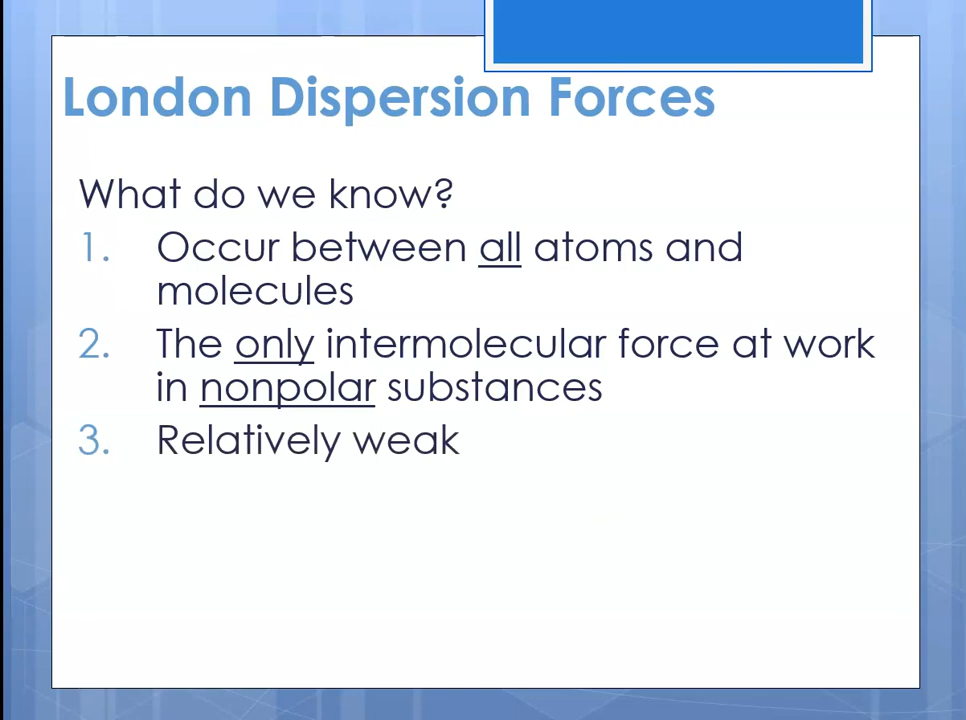 London Dispersion Forces
What do we know?
1. Occur between all atoms and
molecules
2. The only intermolecular force at work
in nonpolar substances
3. Relatively weak